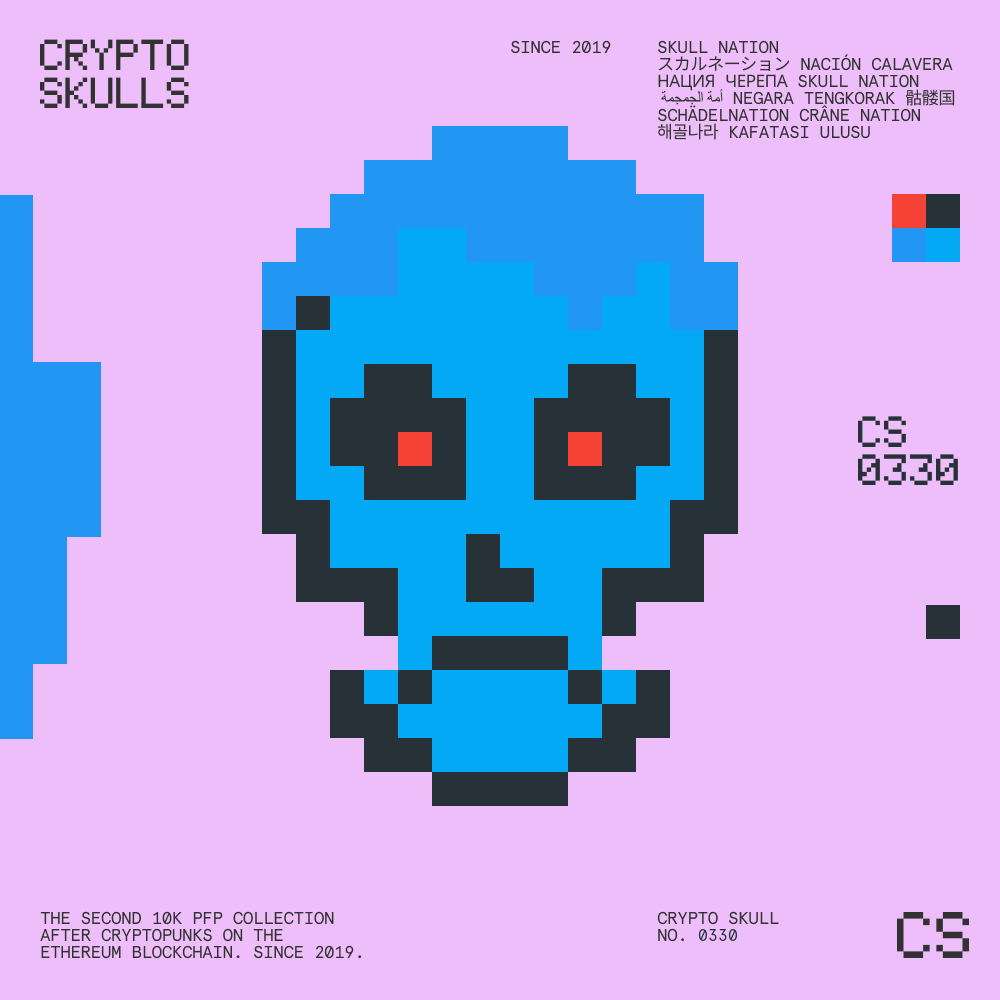 CRYPTO
SKULLS
SINCE 2019
SKULL NATION
スカルネーション NACIÓN CALAVERA
НАЦИЯ ЧЕРЕПА SKULL NATION
أمة الجمجمة NEGARA TENGKORAK 骷髏国
SCHÄDELNATION CRÂNE NATION
해골나라 KAFATASI ULUSU
CS
0330
THE SECOND 10K PFP COLLECTION
AFTER CRYPTOPUNKS ON THE
ETHEREUM BLOCKCHAIN. SINCE 2019.
CRYPTO SKULL
NO. 0330
CS